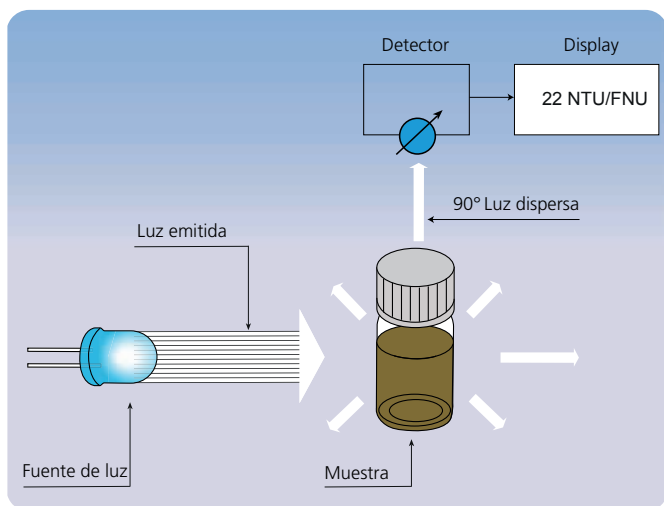 Detector
Display
22 NTU/FNU
90° Luz dispersa
Luz emitida
Fuente de luz
Muestra